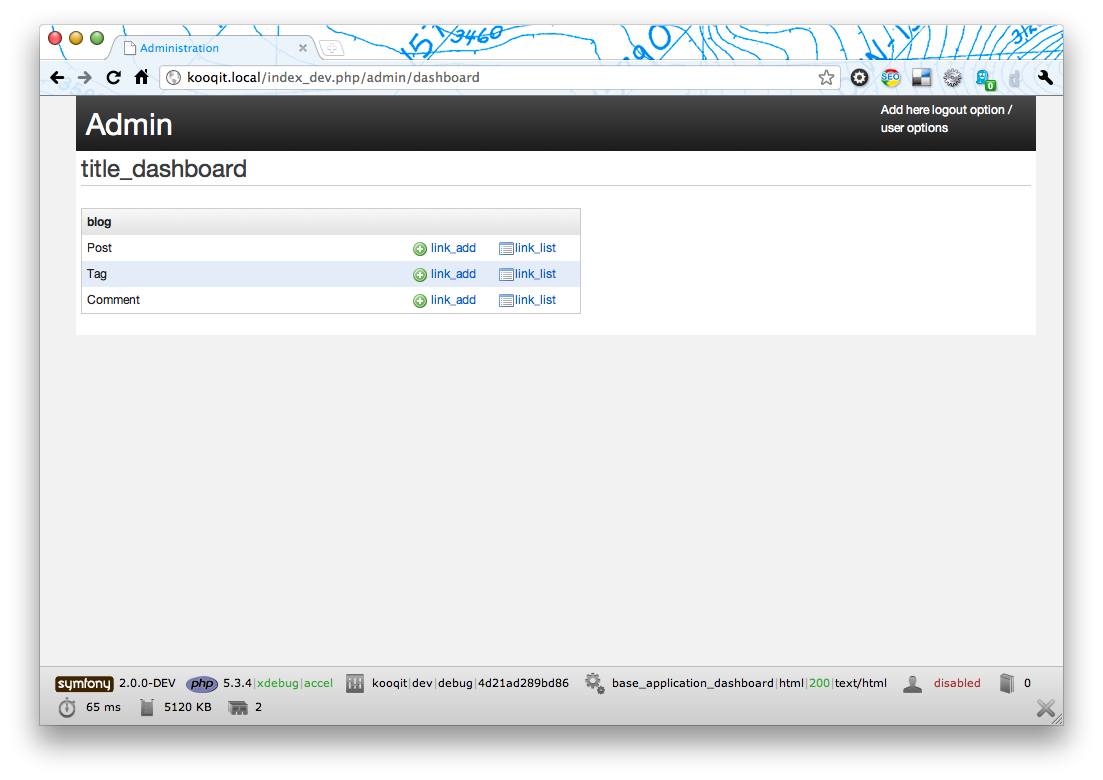 3460
Administration
kooqit.local/index_dev.php/admin/dashboard
SEO
0
Admin
Add here logout option /
user options
title_dashboard
blog
Post link_add link_list
Tag link_add link_list
Comment link_add link_list
symfony 2.0.0-DEV php 5.3.4|xdebug|accel kooqit|dev|debug|4d21ad289bd86 base_application_dashboard|html|200|text/html disabled 0
65 ms 5120 KB 2